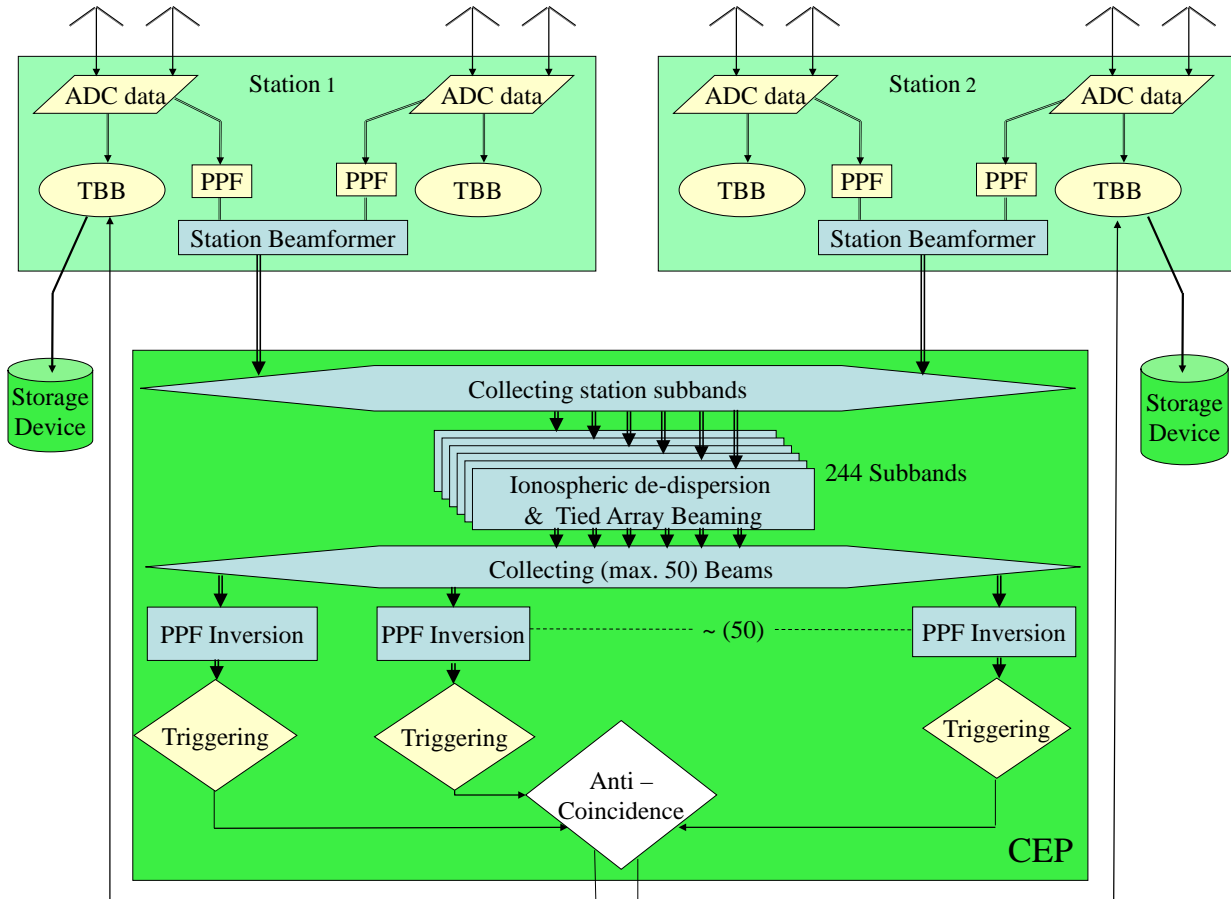 Station 1
Station 2
ADC data
ADC data
ADC data
ADC data
TBB
PPF
PPF
TBB
TBB
PPF
PPF
TBB
Station Beamformer
Station Beamformer
Storage
Device
Storage
Device
Collecting station subbands
244 Subbands
Ionospheric de-dispersion
& Tied Array Beaming
Collecting (max. 50) Beams
PPF Inversion
PPF Inversion
~ (50)
PPF Inversion
Triggering
Triggering
Triggering
Anti –
Coincidence
CEP